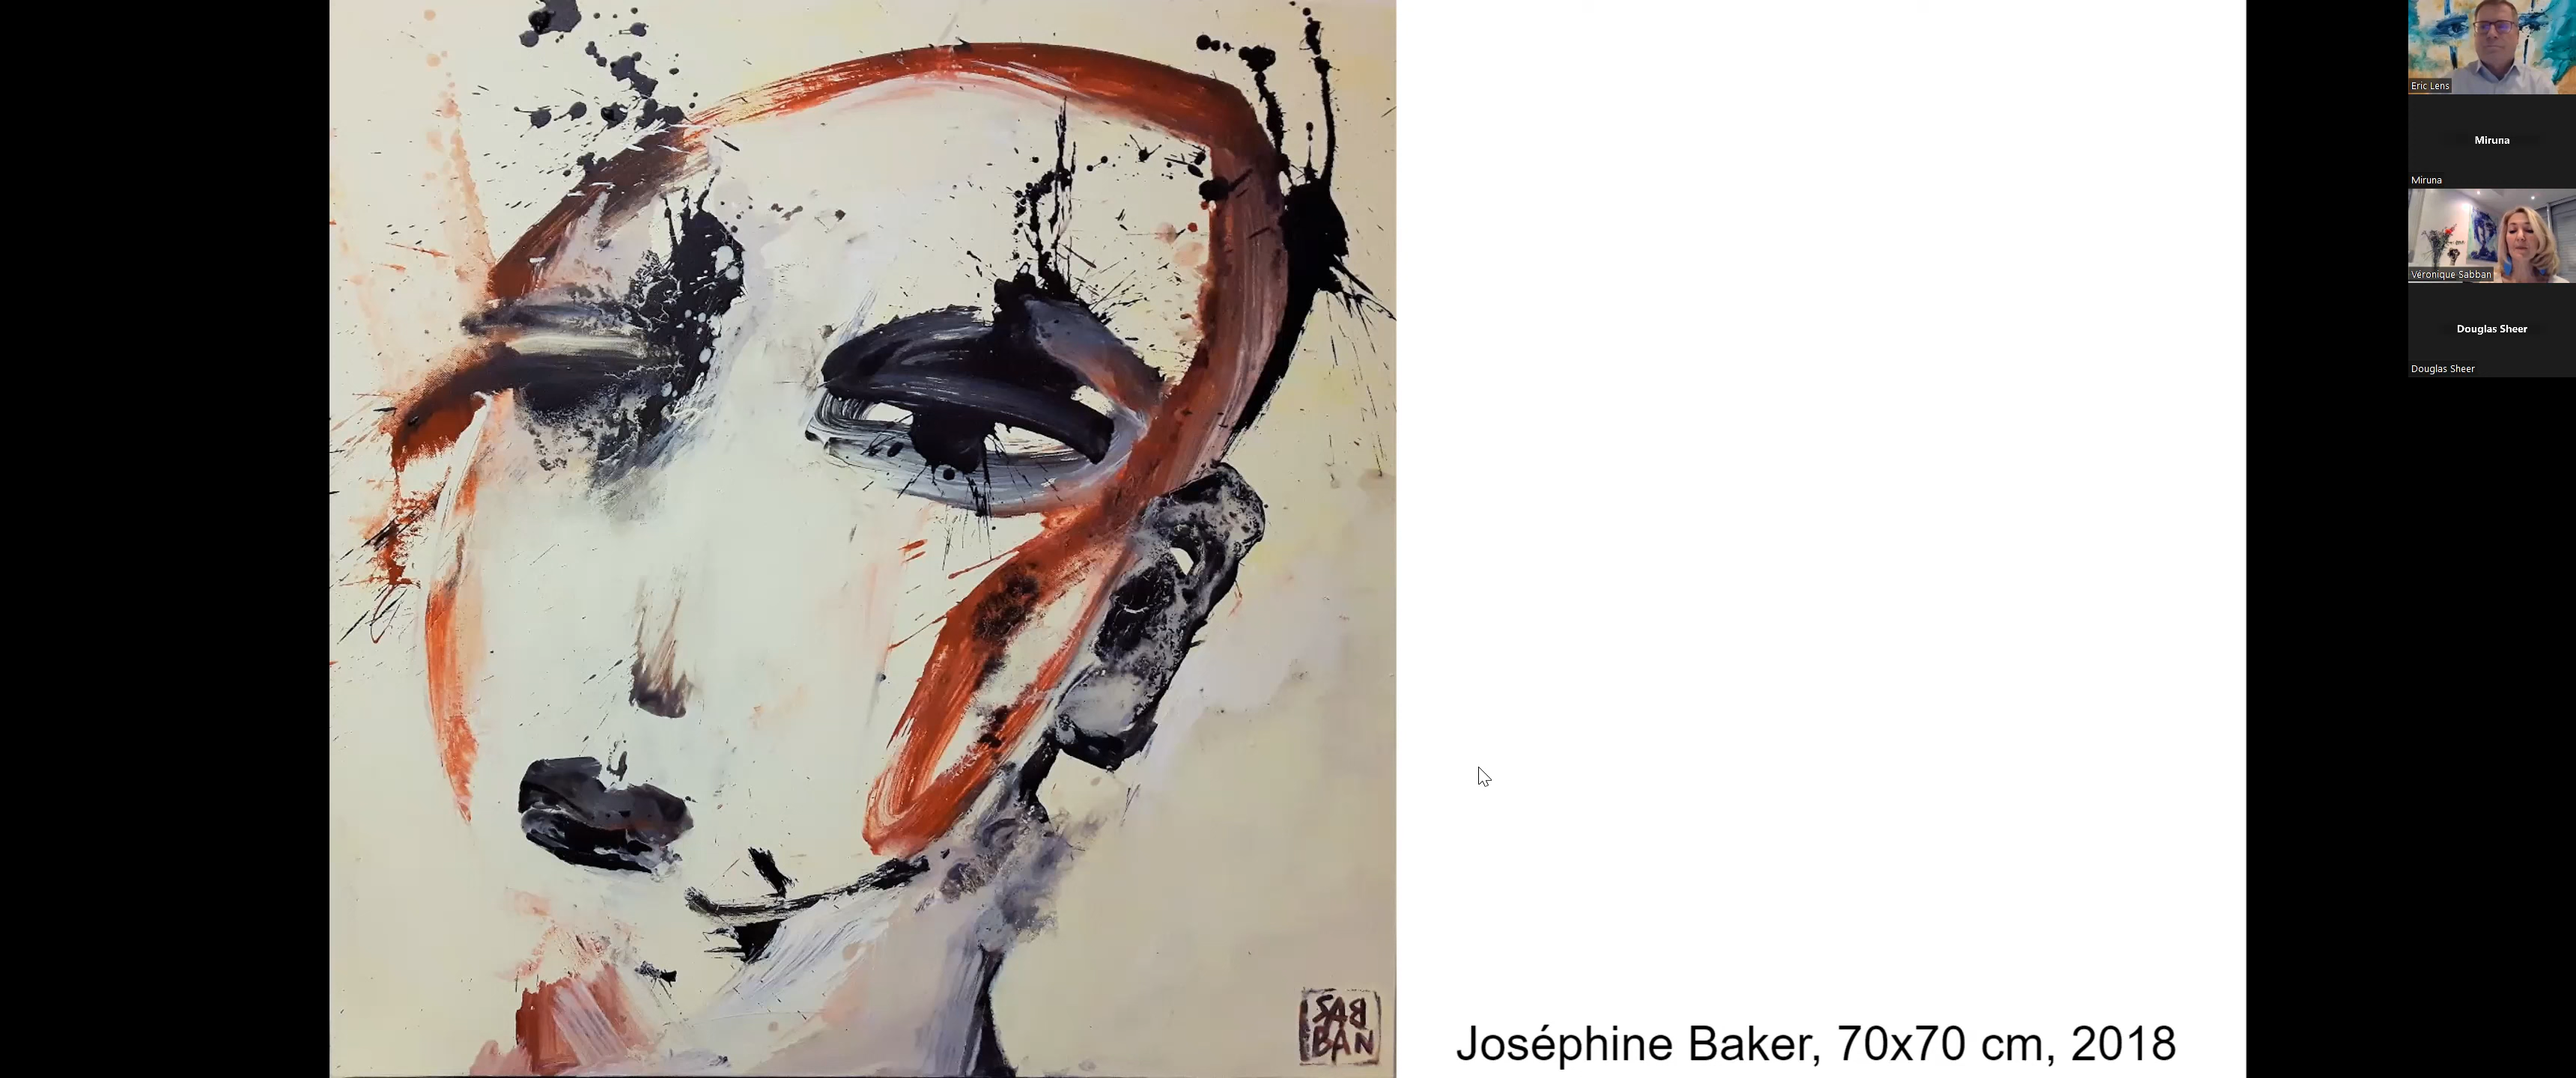 SAB
BAN
Joséphine Baker, 70x70 cm, 2018
Eric Lens
Miruna
Miruna
Véronique Sabban
Douglas Sheer
Douglas Sheer